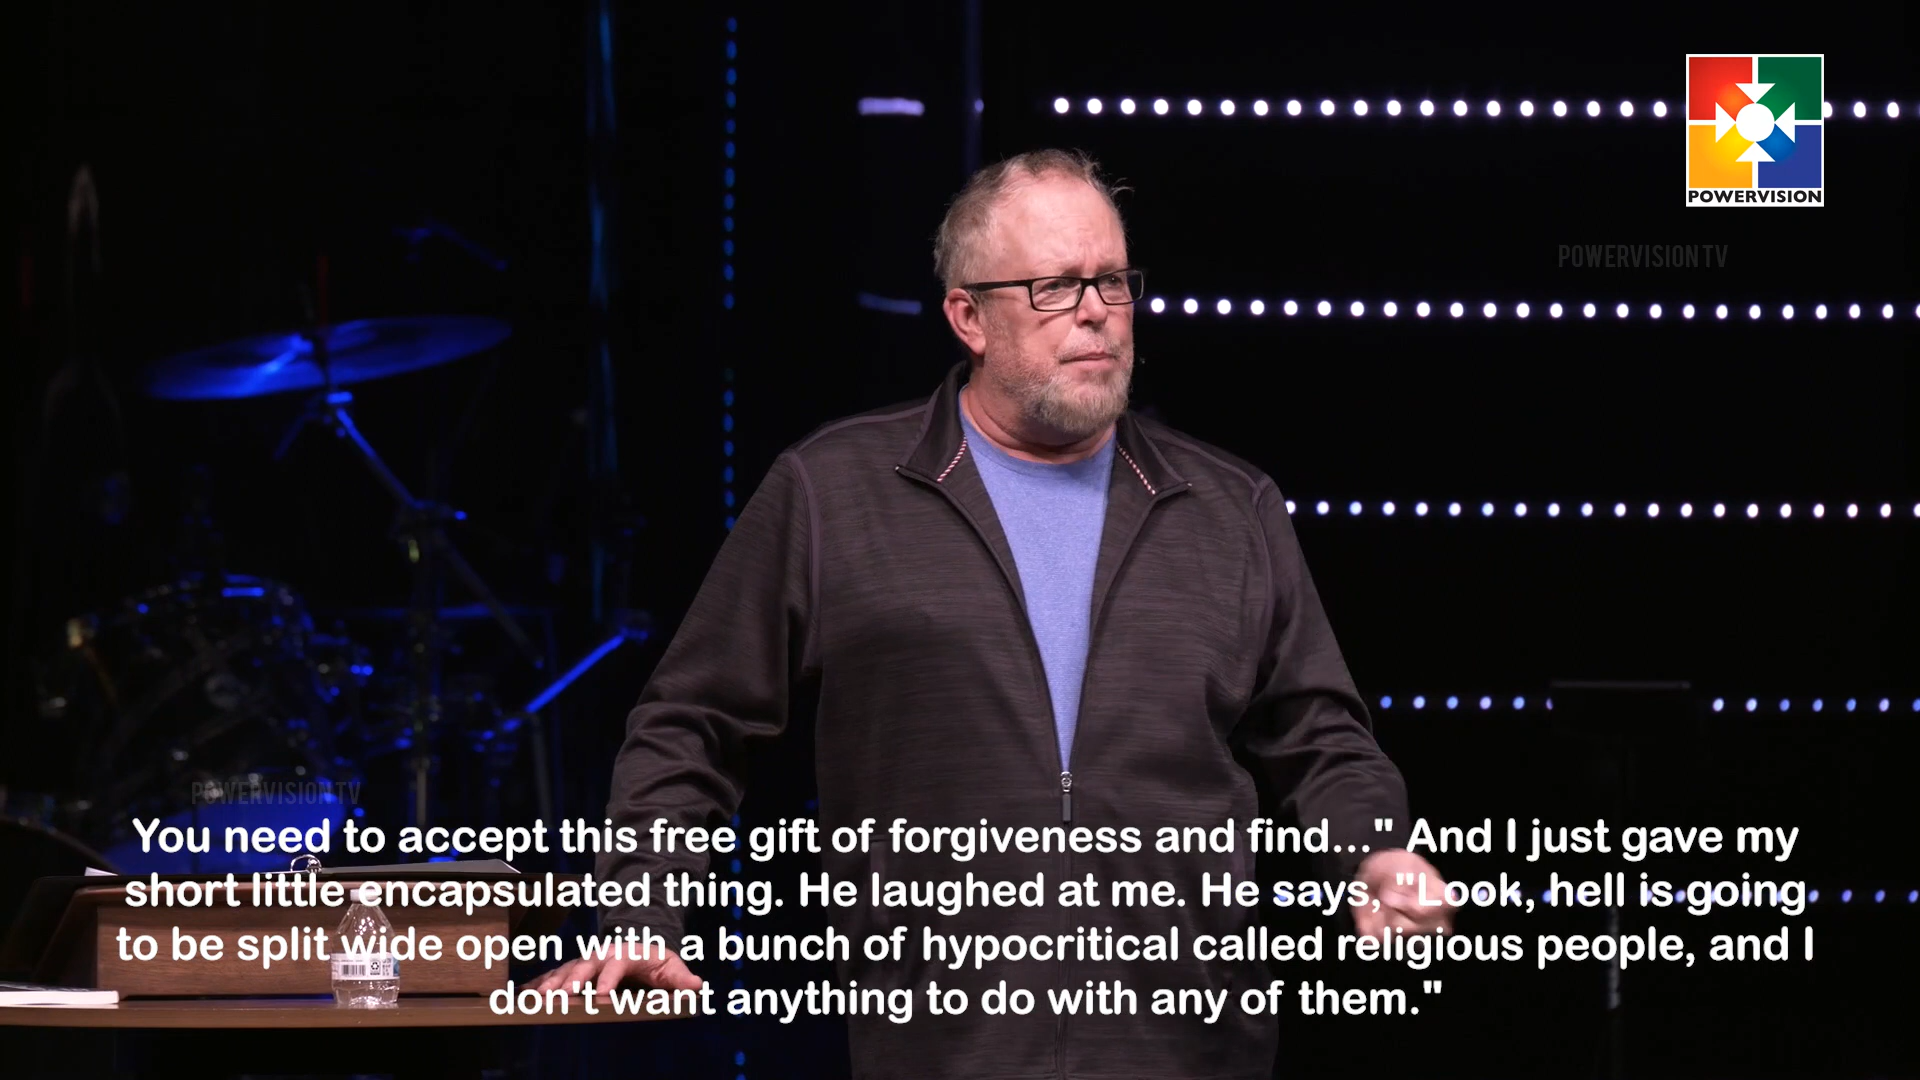 POWERVISION
POWERVISION TV
POWERVISION TV
You need to accept this free gift of forgiveness and find..." And I just gave my
short little encapsulated thing. He laughed at me. He says, "Look, hell is going
to be split wide open with a bunch of hypocritical called religious people, and I
don't want anything to do with any of them."